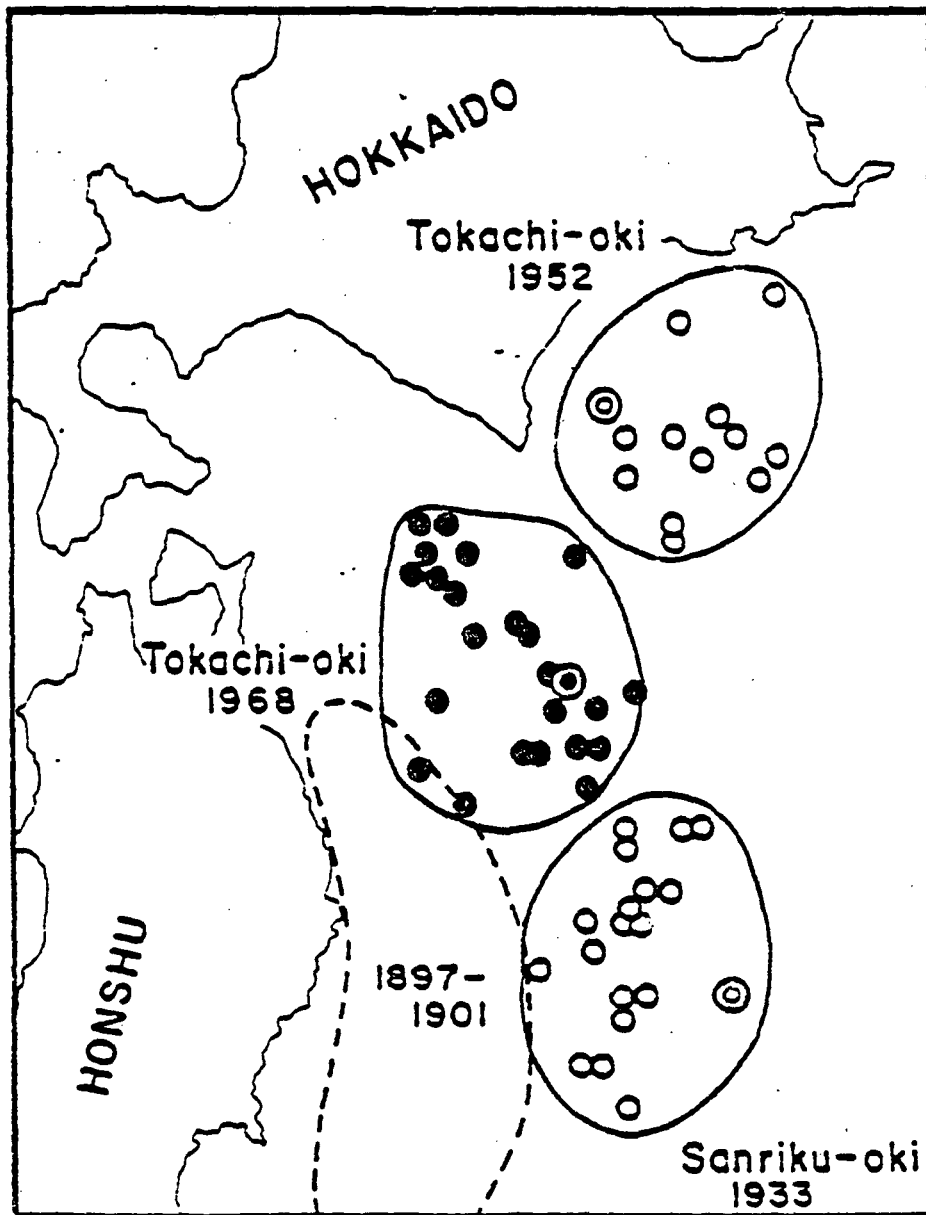 HOKKAIDO
Tokachi-oki
1952
Tokachi-oki
1968
1897-
1901
HONSHU
Sanriku-oki
1933